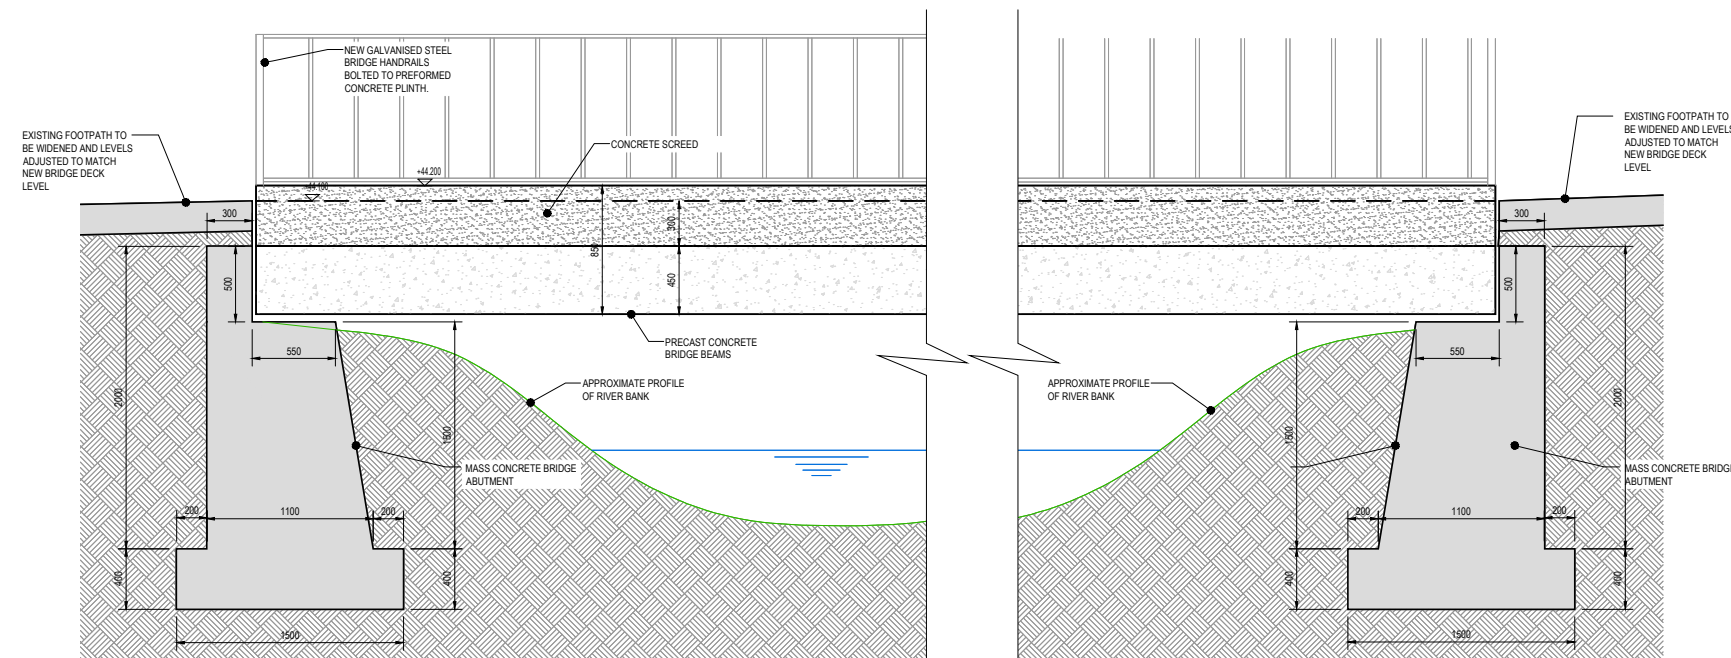 NEW GALVANISED STEEL
BRIDGE HANDRAILS
BOLTED TO PREFORMED
CONCRETE PLINTH.
EXISTING FOOTPATH TO
BE WIDENED AND LEVELS
ADJUSTED TO MATCH
NEW BRIDGE DECK
LEVEL
CONCRETE SCREED
EXISTING FOOTPATH TO
BE WIDENED AND LEVELS
ADJUSTED TO MATCH
NEW BRIDGE DECK
LEVEL
+44.200
+44.100
300
300
850
300
450
500
500
550
550
PRECAST CONCRETE
BRIDGE BEAMS
APPROXIMATE PROFILE
OF RIVER BANK
APPROXIMATE PROFILE
OF RIVER BANK
2000
1500
1500
2000
MASS CONCRETE BRIDGE
ABUTMENT
MASS CONCRETE BRIDGE
ABUTMENT
200
1100
200
200
1100
200
400
400
400
400
1500
1500